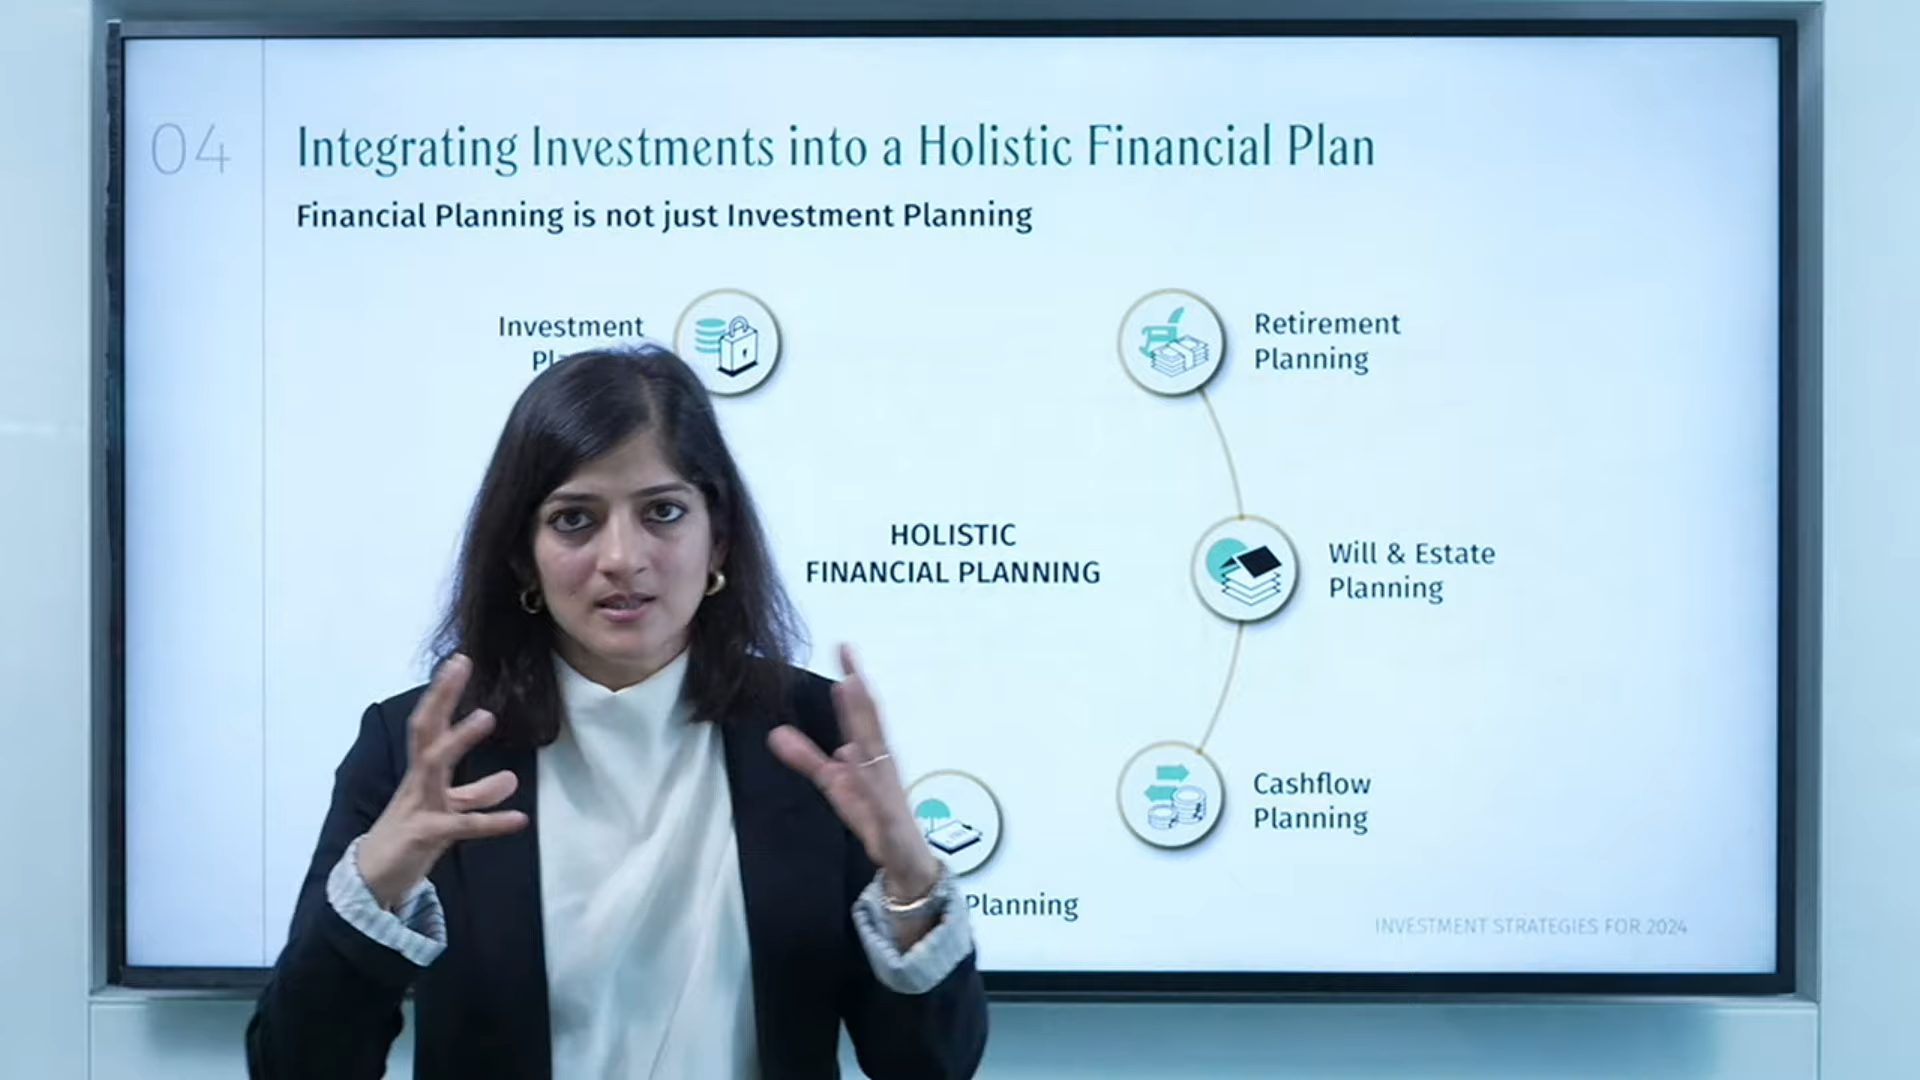 04
Integrating Investments into a Holistic Financial Plan
Financial Planning is not just Investment Planning
Investment
Retirement
Planning
HOLISTIC
FINANCIAL PLANNING
Will & Estate
Planning
Cashflow
Planning
Planning
INVESTMENT STRATEGIES FOR 2024